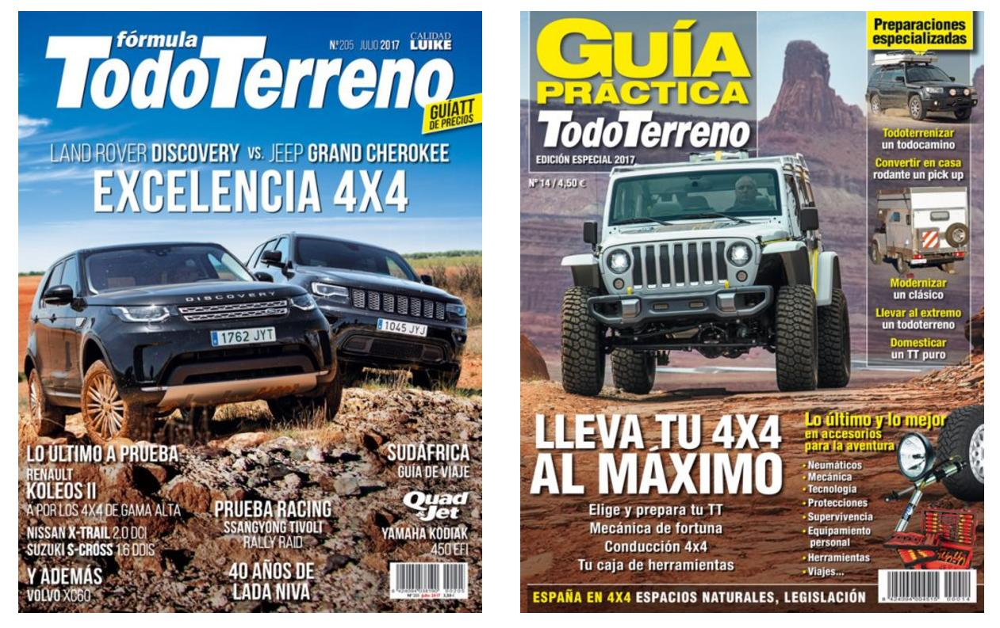 fórmula
TodoTerreno
Nº 205 JULIO 2017
CALIDAD
LUIKE
GUÍATT
DE PRECIOS
LAND ROVER DISCOVERY vs. JEEP GRAND CHEROKEE
EXCELENCIA 4X4
DISCOVERY
1762 JYT
1045 JYJ
LO ÚLTIMO A PRUEBA
RENAULT
KOLEOS II
A POR LOS 4X4 DE GAMA ALTA
NISSAN X-TRAIL 2.0 DCI
SUZUKI S-CROSS 1.6 DDIS
Y ADEMÁS
VOLVO XC60
PRUEBA RACING
SSANGYONG TIVOLI
RALLY RAID
40 AÑOS DE
LADA NIVA
SUDÁFRICA
GUÍA DE VIAJE
Quad
& Jet
YAMAHA KODIAK
450 EFI
GUÍA
PRÁCTICA
TodoTerreno
EDICIÓN ESPECIAL 2017
Nº 14 / 4,50 €
Preparaciones
especializadas
Todoterrenizar
un todocamino
Convertir en casa
rodante un pick up
Modernizar
un clásico
Llevar al extremo
un todoterreno
Domesticar
un TT puro
LLEVA TU 4X4
AL MÁXIMO
Elige y prepara tu TT
Mecánica de fortuna
Conducción 4x4
Tu caja de herramientas
Lo último y lo mejor
en accesorios
para la aventura
• Neumáticos
• Mecánica
• Tecnología
• Protecciones
• Supervivencia
• Equipamiento
personal
• Herramientas
• Viajes...
ESPAÑA EN 4X4 ESPACIOS NATURALES, LEGISLACIÓN